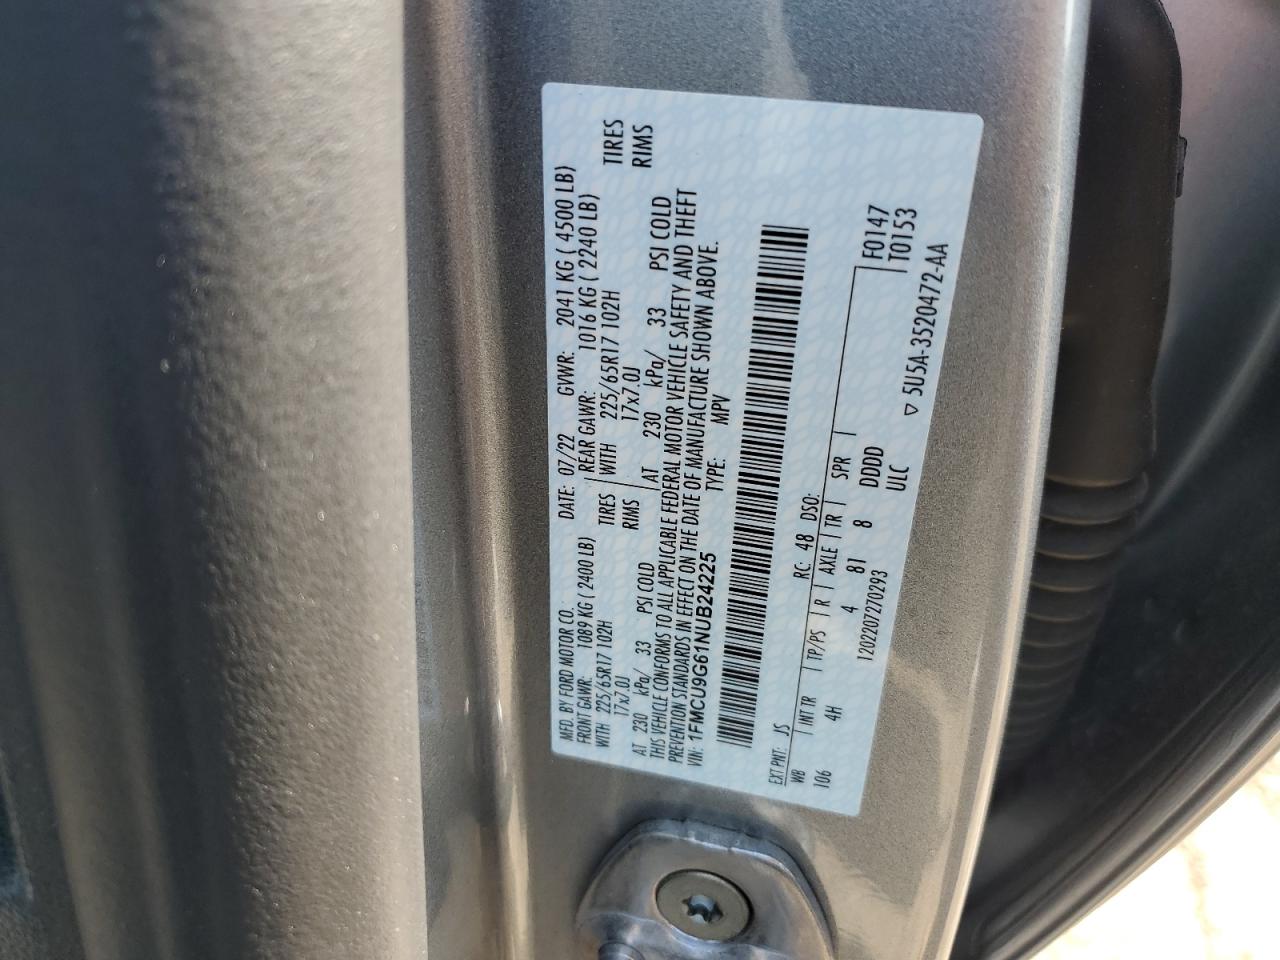 MFD. BY FORD MOTOR CO. DATE: 07/22 GVWR: 2041 KG ( 4500 LB)
FRONT GAWR: 1089 KG ( 2400 LB) REAR GAWR: 1016 KG ( 2240 LB)
WITH 225/65R17 102H TIRES WITH 225/65R17 102H TIRES
17x7.0J RIMS 17x7.0J RIMS
AT 230 kPa/ 33 PSI COLD AT 230 kPa/ 33 PSI COLD
THIS VEHICLE CONFORMS TO ALL APPLICABLE FEDERAL MOTOR VEHICLE SAFETY AND THEFT
PREVENTION STANDARDS IN EFFECT ON THE DATE OF MANUFACTURE SHOWN ABOVE.
VIN: 1FMCU9G61NUB24225 TYPE: MPV
EXT PNT: JS RC: 48 DSO:
WB INT TR TP/PS R AXLE TR SPR F0147
106 4H 4 81 8 DDDD T0153
1202207270293 ULC
▽ 5U5A-3520472-AA